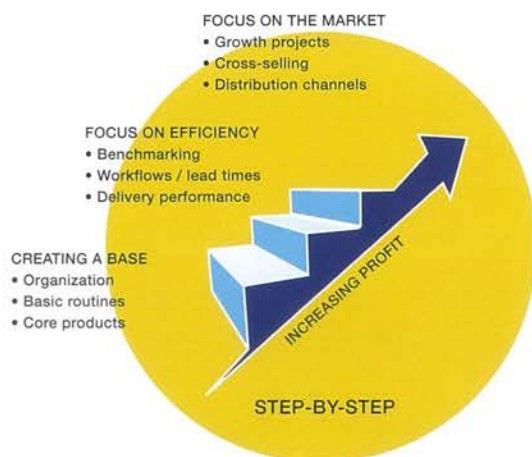 FOCUS ON THE MARKET
• Growth projects
• Cross-selling
• Distribution channels
FOCUS ON EFFICIENCY
• Benchmarking
• Workflows / lead times
• Delivery performance
CREATING A BASE
• Organization
• Basic routines
• Core products
INCREASING PROFIT
STEP-BY-STEP